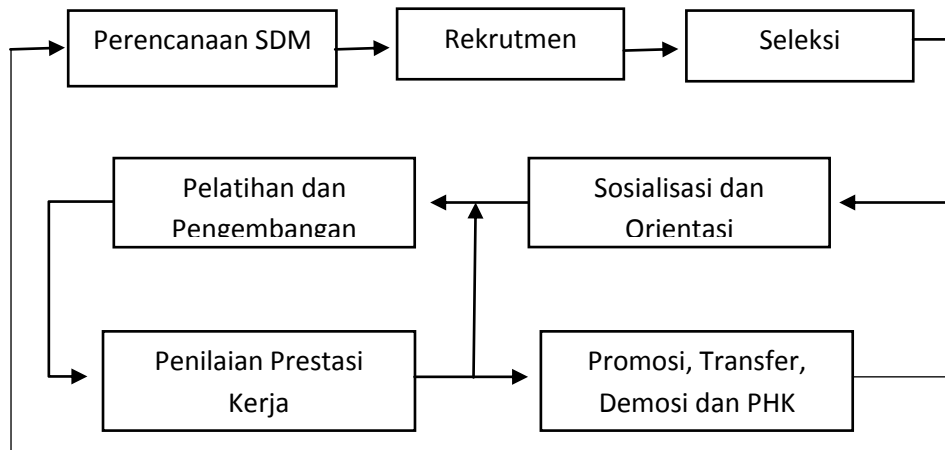 Perencanaan SDM
Rekrutmen
Seleksi
Pelatihan dan
Pengembangan
Sosialisasi dan
Orientasi
Penilaian Prestasi
Kerja
Promosi, Transfer,
Demosi dan PHK